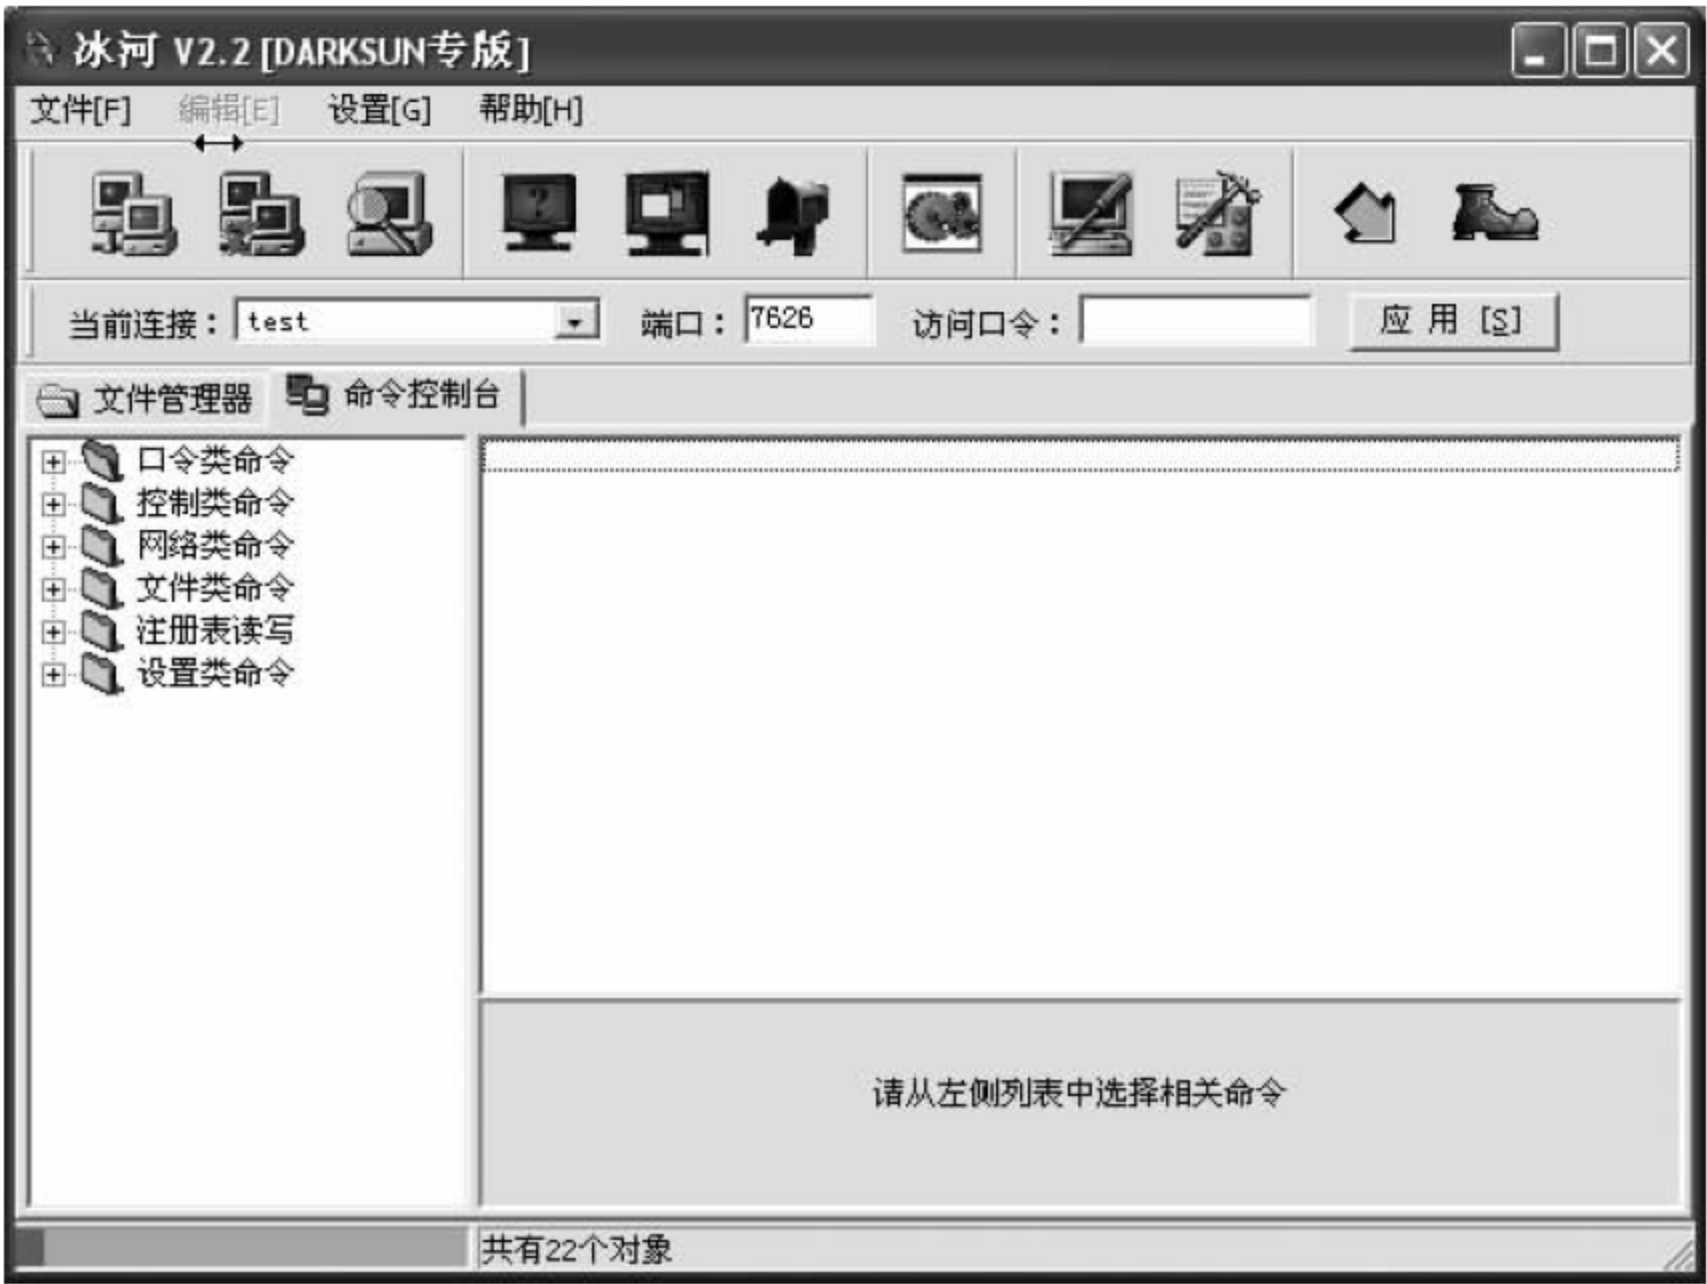 冰河 V2.2 [DARKSUN专版]
文件[F] 编辑[E] 设置[G] 帮助[H]
当前连接： test 端口： 7626 访问口令： 应 用 [S]
文件管理器 命令控制台
口令类命令
控制类命令
网络类命令
文件类命令
注册表读写
设置类命令
请从左侧列表中选择相关命令
共有22个对象